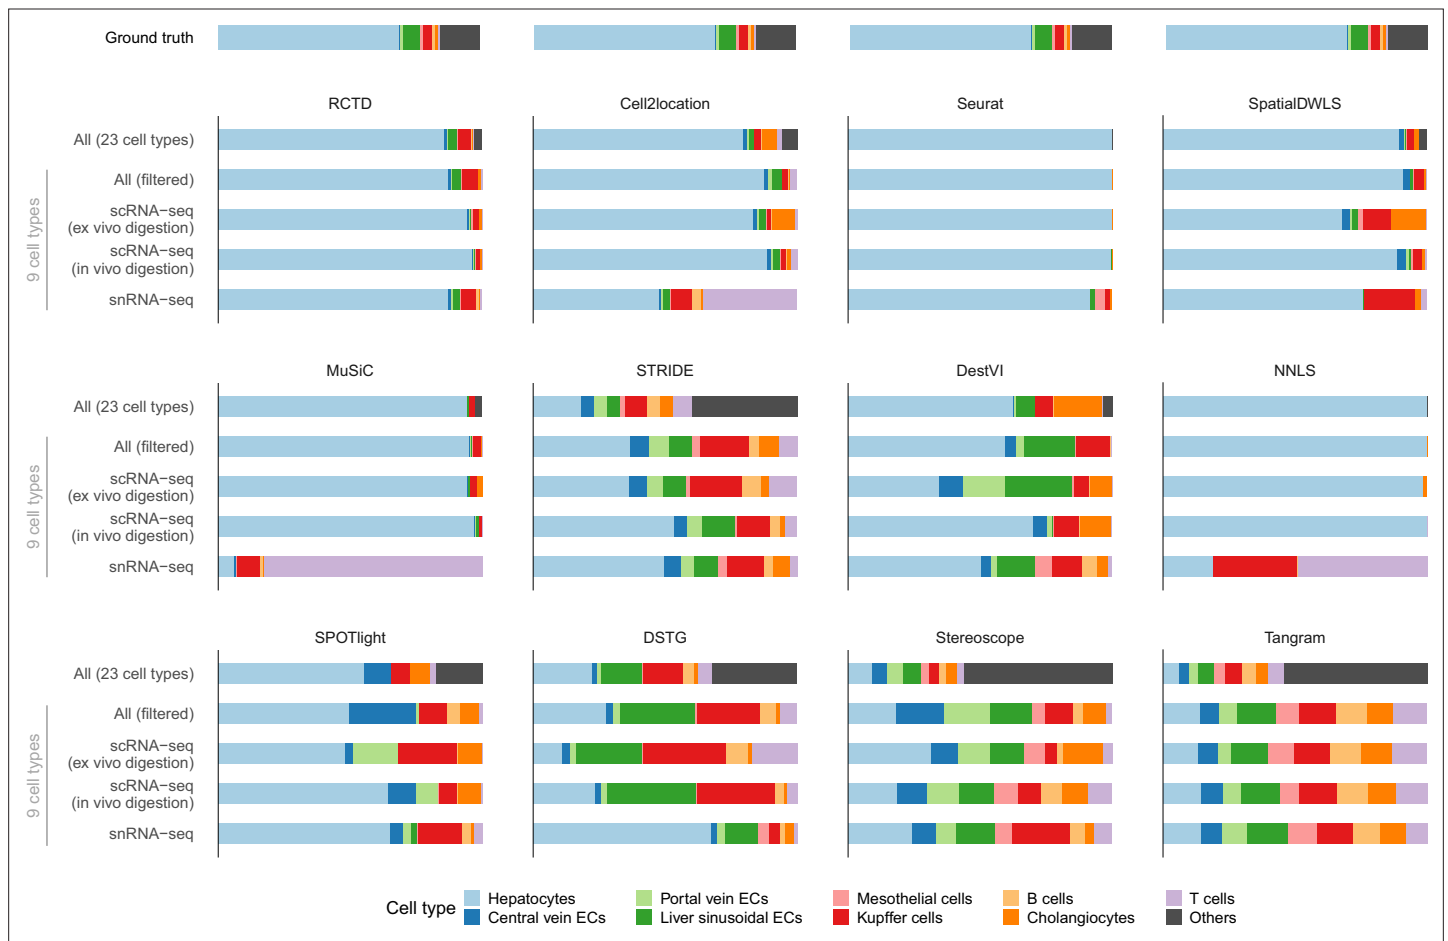 Ground truth
RCTD Cell2location Seurat SpatialDWLS
All (23 cell types)
All (filtered)
scRNA−seq
(ex vivo digestion)
scRNA−seq
(in vivo digestion)
snRNA−seq
9 cell types
MuSiC STRIDE DestVI NNLS
All (23 cell types)
All (filtered)
scRNA−seq
(ex vivo digestion)
scRNA−seq
(in vivo digestion)
snRNA−seq
9 cell types
SPOTlight DSTG Stereoscope Tangram
All (23 cell types)
All (filtered)
scRNA−seq
(ex vivo digestion)
scRNA−seq
(in vivo digestion)
snRNA−seq
9 cell types
Cell type
Hepatocytes Portal vein ECs Mesothelial cells B cells T cells
Central vein ECs Liver sinusoidal ECs Kupffer cells Cholangiocytes Others